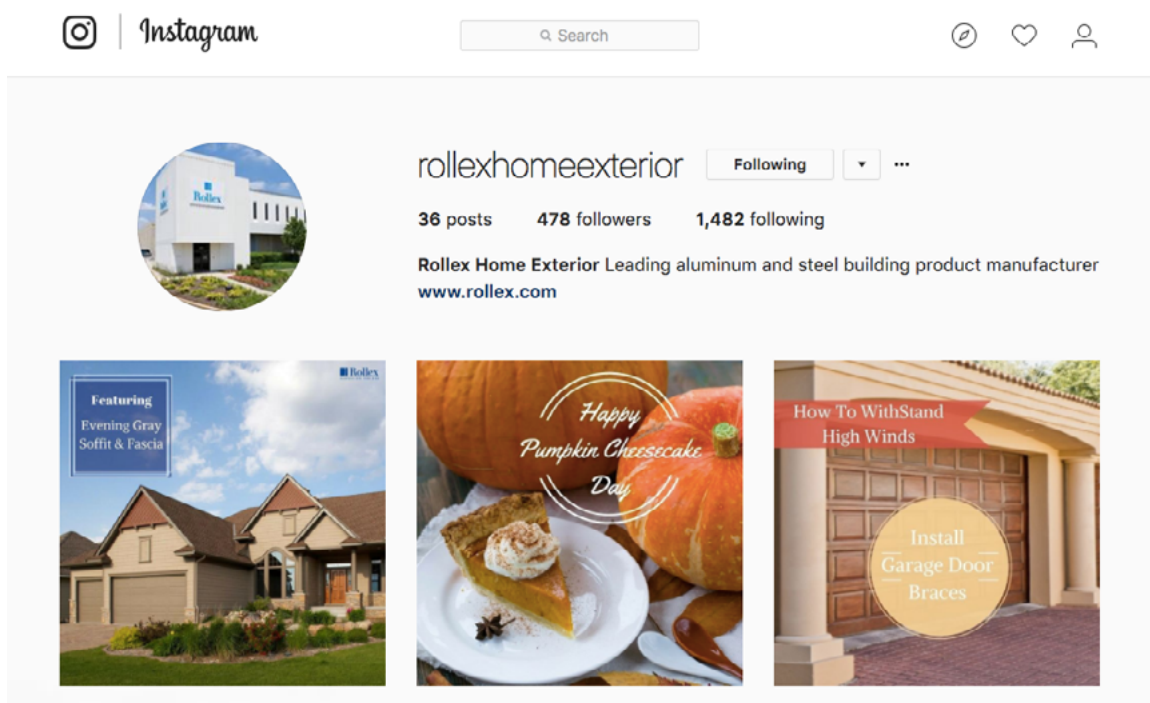 Instagram
Search
rollexhomeexterior
Following
36 posts
478 followers
1,482 following
Rollex Home Exterior Leading aluminum and steel building product manufacturer
www.rollex.com
Rollex
Featuring
Evening Gray
Soffit & Fascia
Rollex
Happy
Pumpkin Cheesecake
Day
How To WithStand
High Winds
Install
Garage Door
Braces